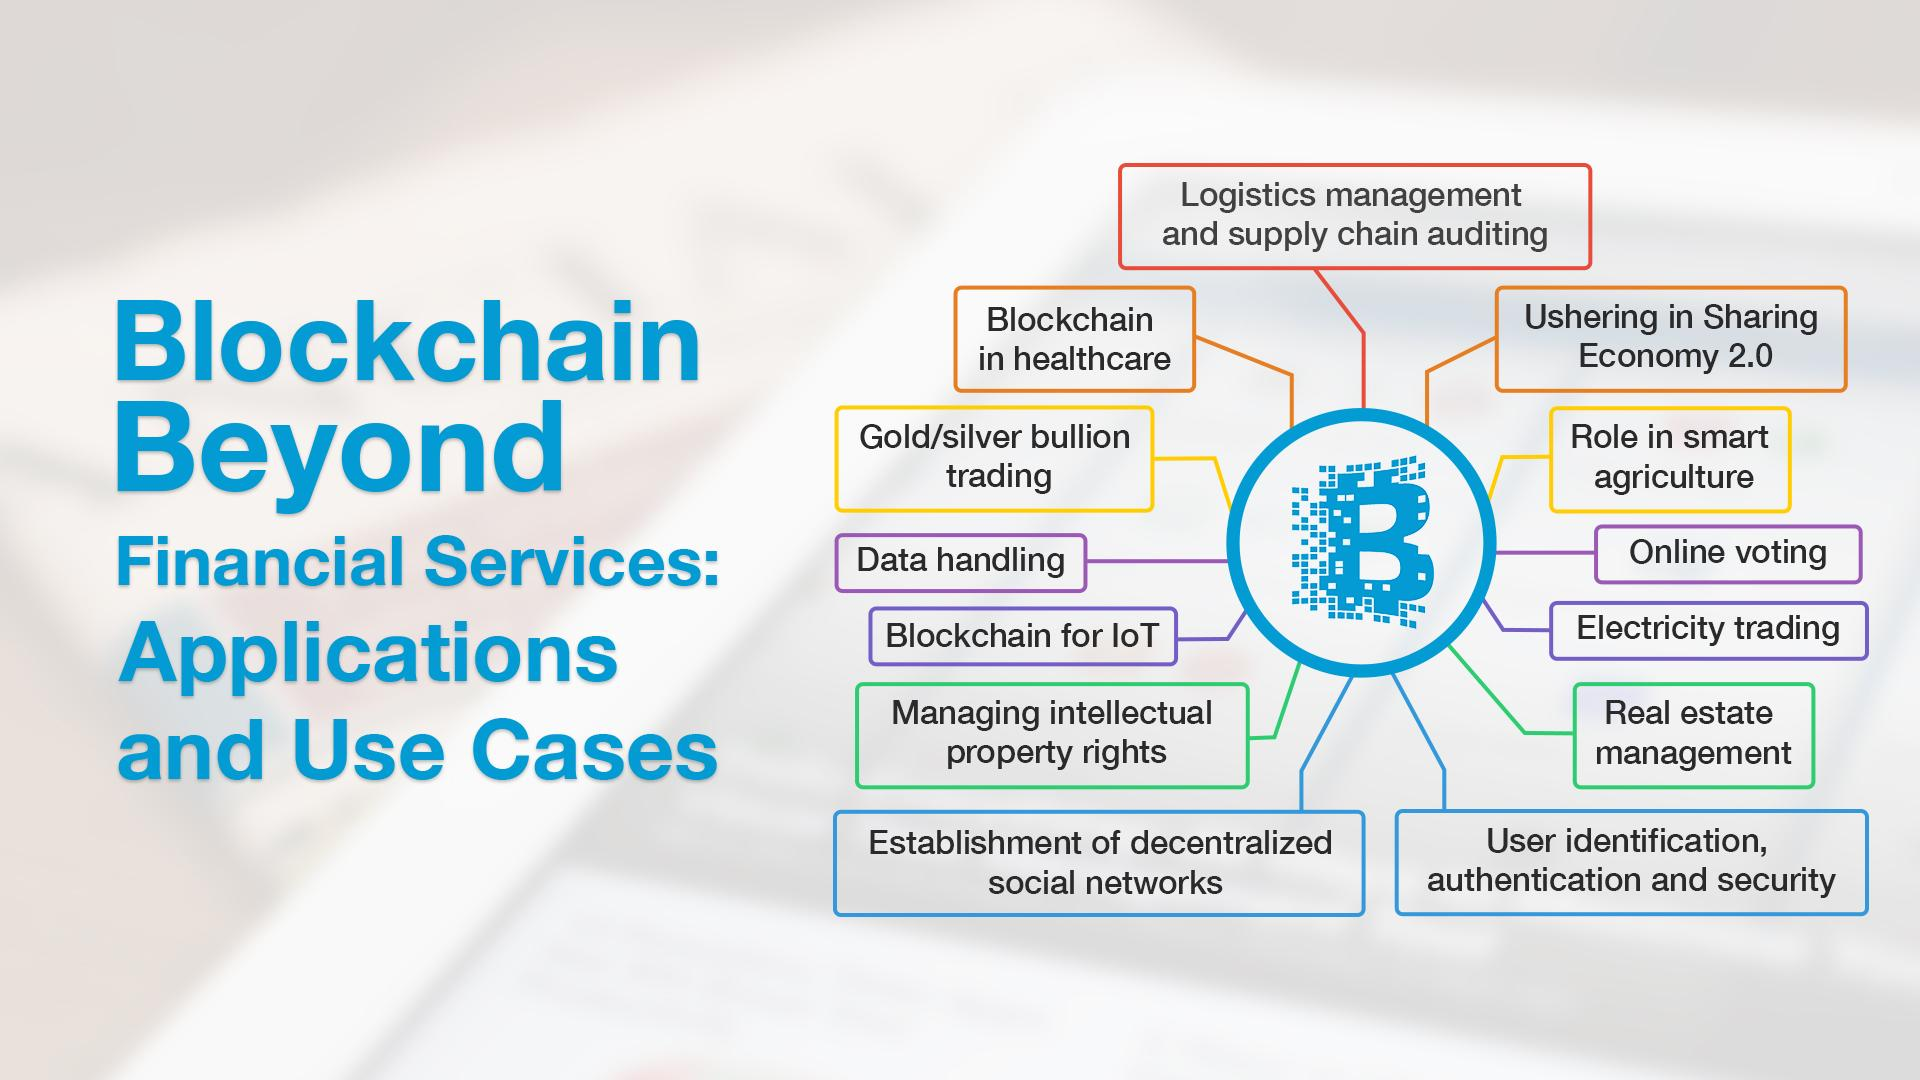 Blockchain
Beyond
Financial Services:
Applications
and Use Cases
Logistics management
and supply chain auditing
Blockchain
in healthcare
Ushering in Sharing
Economy 2.0
Gold/silver bullion
trading
Role in smart
agriculture
Data handling
Online voting
Blockchain for IoT
Electricity trading
Managing intellectual
property rights
Real estate
management
Establishment of decentralized
social networks
User identification,
authentication and security